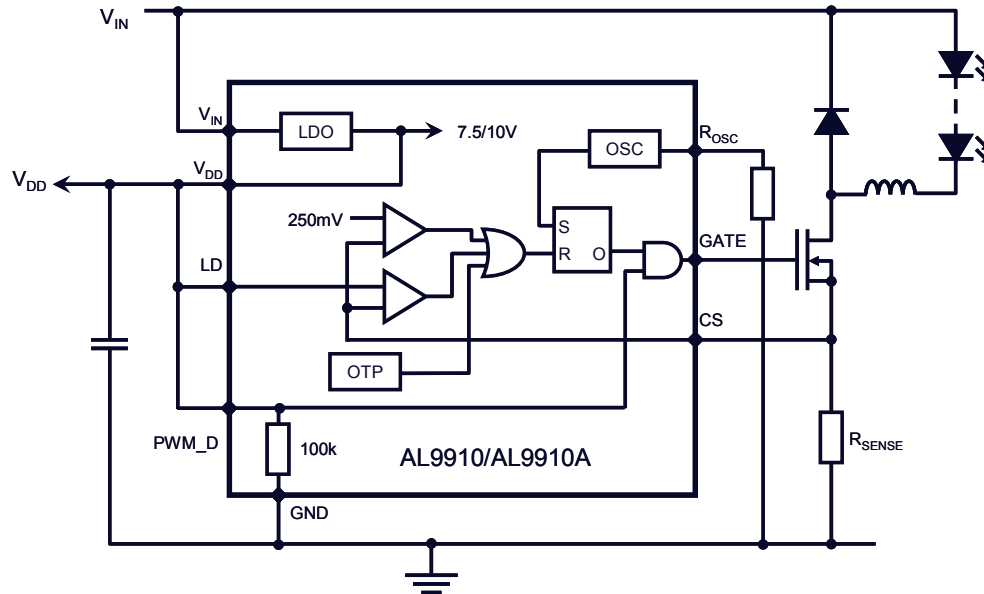 VIN
VIN
LDO
7.5/10V
ROSC
OSC
VDD
VDD
250mV
S
R O
GATE
LD
CS
OTP
RSENSE
PWM_D
100k
AL9910/AL9910A
GND